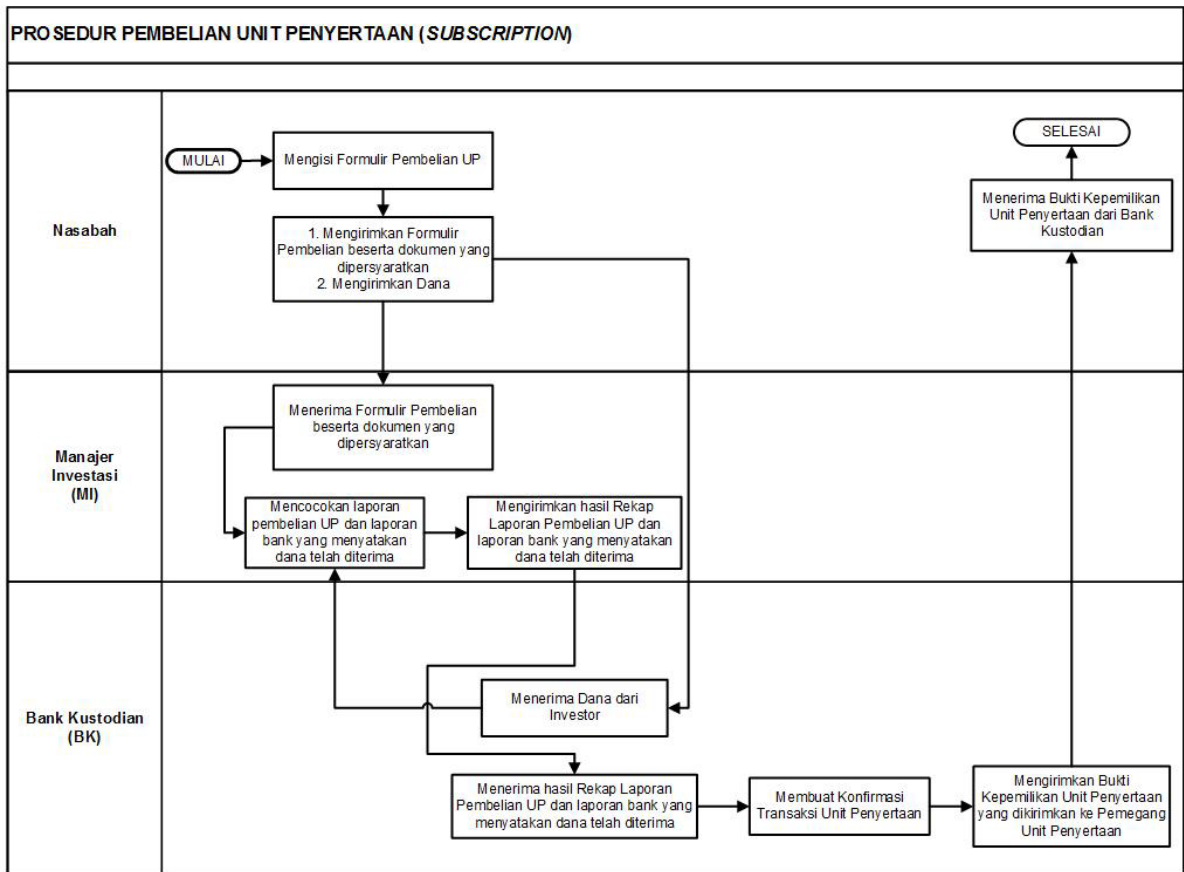 PROSEDUR PEMBELIAN UNIT PENYERTAAN (SUBSCRIPTION)
Nasabah
MULAI
Mengisi Formulir Pembelian UP
1. Mengirimkan Formulir
Pembelian beserta dokumen yang
dipersyaratkan
2. Mengirimkan Dana
SELESAI
Menerima Bukti Kepemilikan
Unit Penyertaan dari Bank
Kustodian
Manajer
Investasi
(MI)
Menerima Formulir Pembelian
beserta dokumen yang
dipersyaratkan
Mencocokan laporan
pembelian UP dan laporan
bank yang menyatakan
dana telah diterima
Mengirimkan hasil Rekap
Laporan Pembelian UP dan
laporan bank yang menyatakan
dana telah diterima
Bank Kustodian
(BK)
Menerima Dana dari
Investor
Menerima hasil Rekap Laporan
Pembelian UP dan laporan bank yang
menyatakan dana telah diterima
Membuat Konfirmasi
Transaksi Unit Penyertaan
Mengirimkan Bukti
Kepemilikan Unit Penyertaan
yang dikirimkan ke Pemegang
Unit Penyertaan